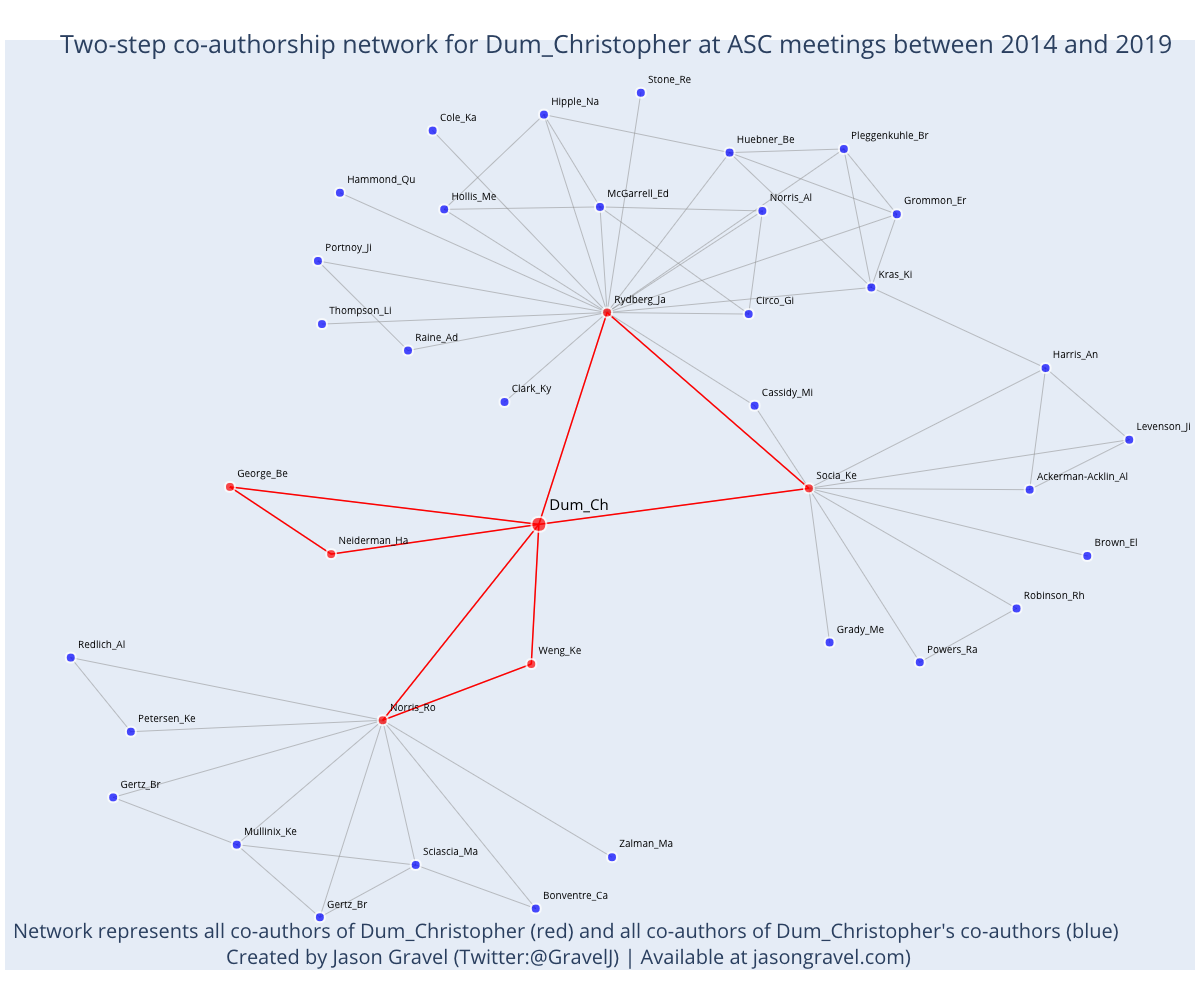 Two-step co-authorship network for Dum_Christopher at ASC meetings between 2014 and 2019
Stone_Re
Hipple_Na
Cole_Ka
Huebner_Be
Pleggenkuhle_Br
Hammond_Qu
Hollis_Me
McGarrell_Ed
Norris_Al
Grommon_Er
Portnoy_Ji
Kras_Ki
Rydberg_Ja
Circo_Gi
Thompson_Li
Raine_Ad
Harris_An
Clark_Ky
Cassidy_Mi
Levenson_Ji
George_Be
Socia_Ke
Ackerman-Acklin_Al
Dum_Ch
Neiderman_Ha
Brown_El
Robinson_Rh
Grady_Me
Redlich_Al
Weng_Ke
Powers_Ra
Norris_Ro
Petersen_Ke
Gertz_Br
Mullinix_Ke
Zalman_Ma
Sciascia_Ma
Bonventre_Ca
Gertz_Br
Network represents all co-authors of Dum_Christopher (red) and all co-authors of Dum_Christopher's co-authors (blue)
Created by Jason Gravel (Twitter:@GravelJ) | Available at jasongravel.com)